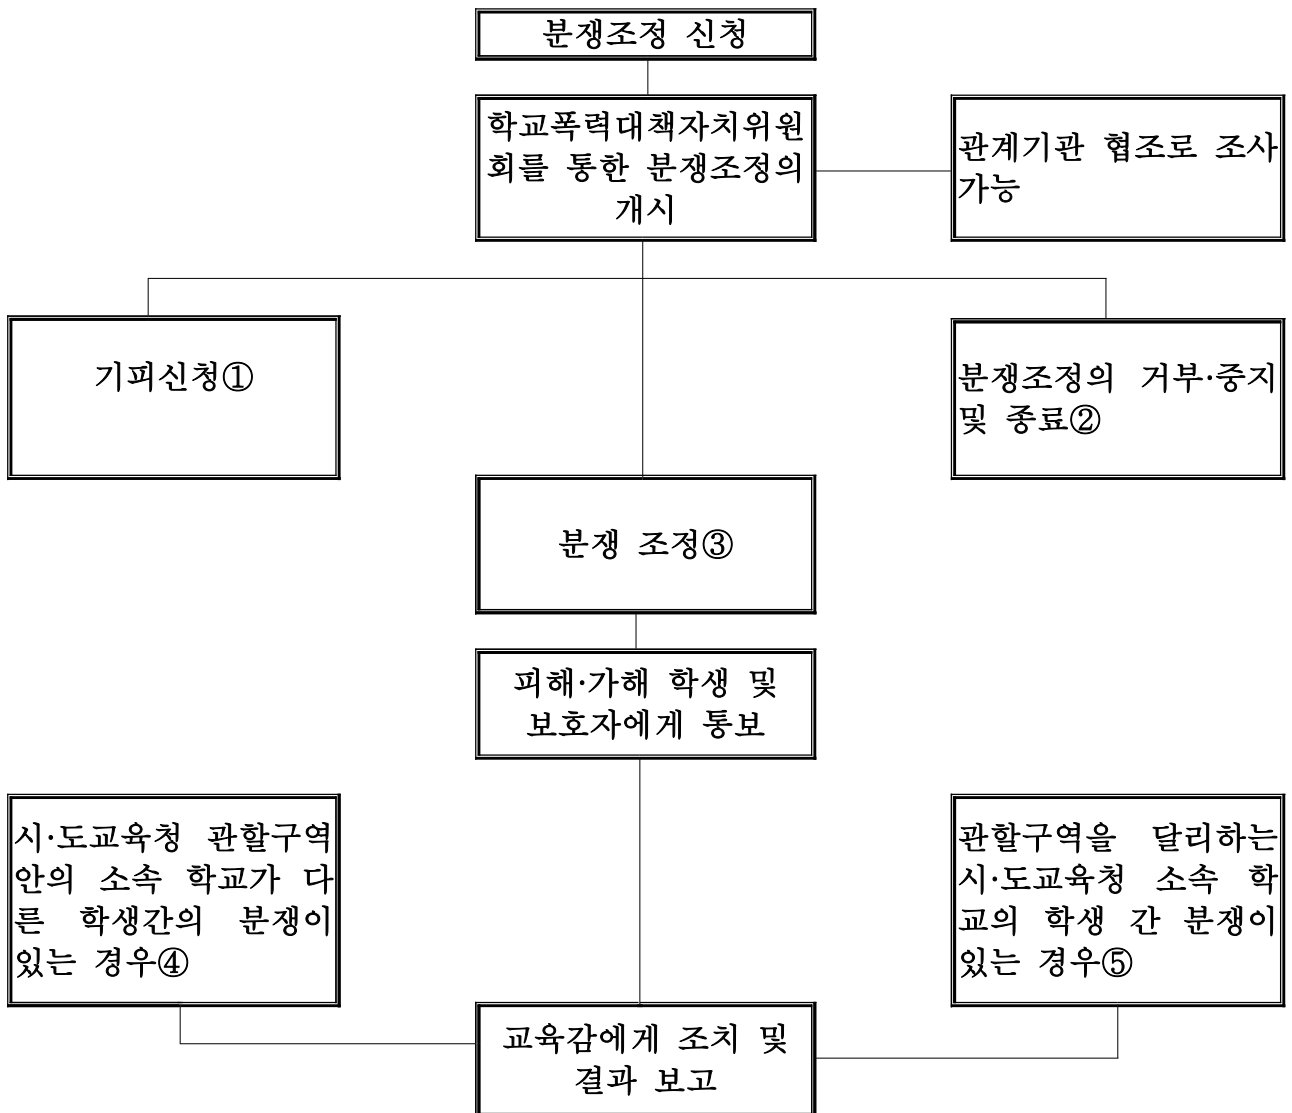 분쟁조정 신청
학교폭력대책자치위원
회를 통한 분쟁조정의
개시
관계기관 협조로 조사
가능
기피신청①
분쟁조정의 거부·중지
및 종료②
분쟁 조정③
피해·가해 학생 및
보호자에게 통보
시·도교육청 관할구역
안의 소속 학교가 다
른 학생간의 분쟁이
있는 경우④
관할구역을 달리하는
시·도교육청 소속 학
교의 학생 간 분쟁이
있는 경우⑤
교육감에게 조치 및
결과 보고